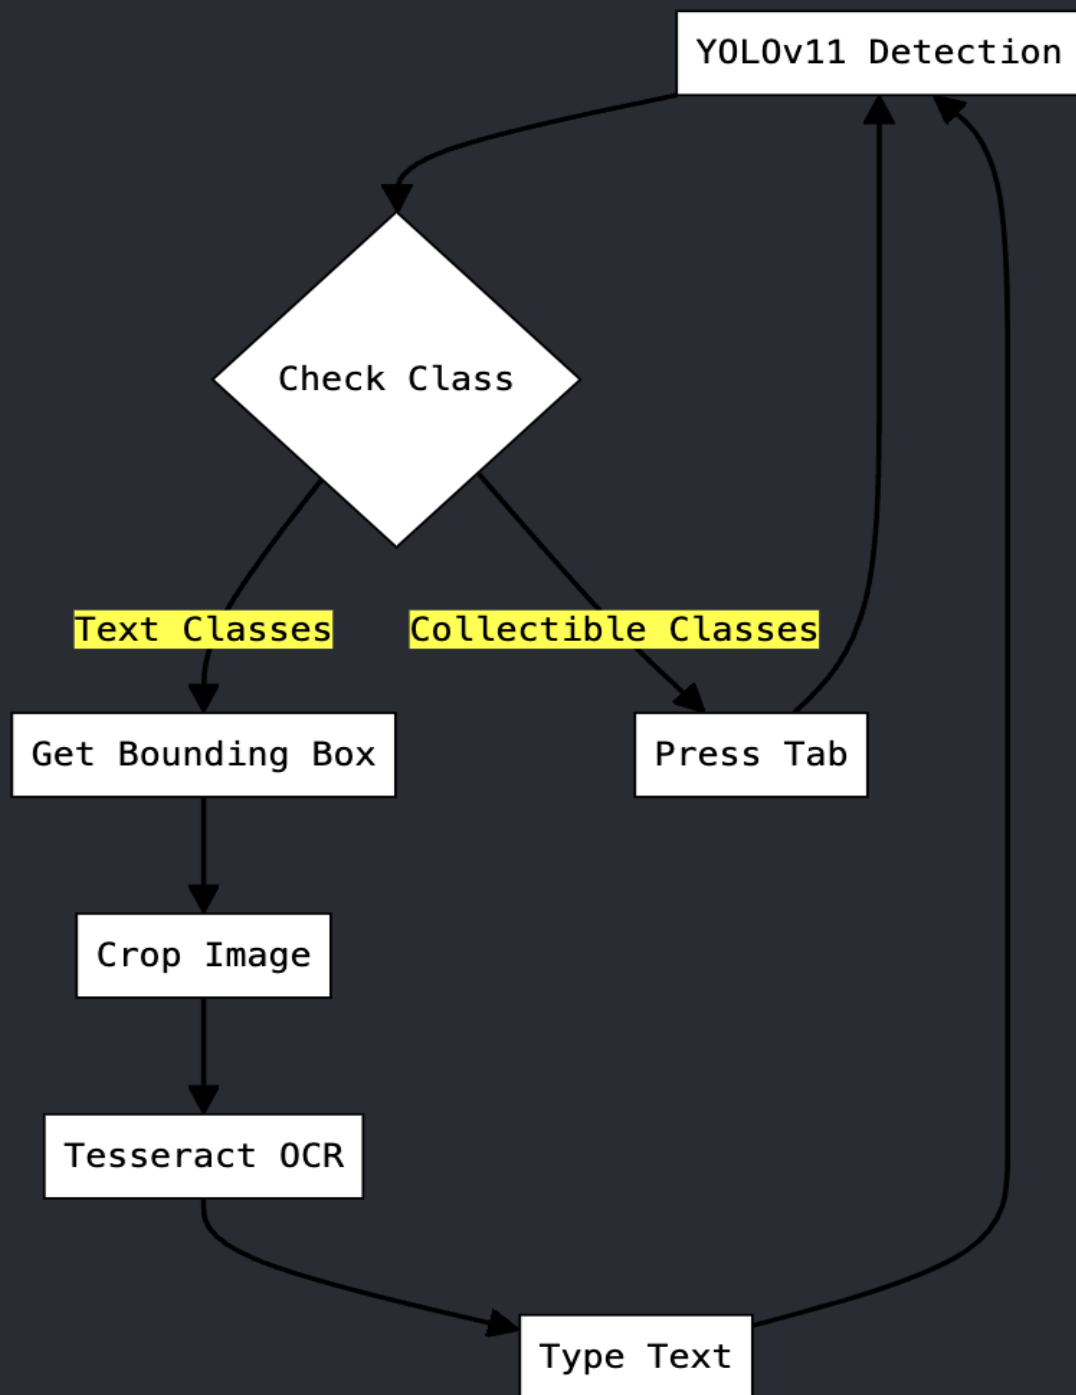 YOLOv11 Detection
Check Class
Text Classes
Collectible Classes
Get Bounding Box
Press Tab
Crop Image
Tesseract OCR
Type Text